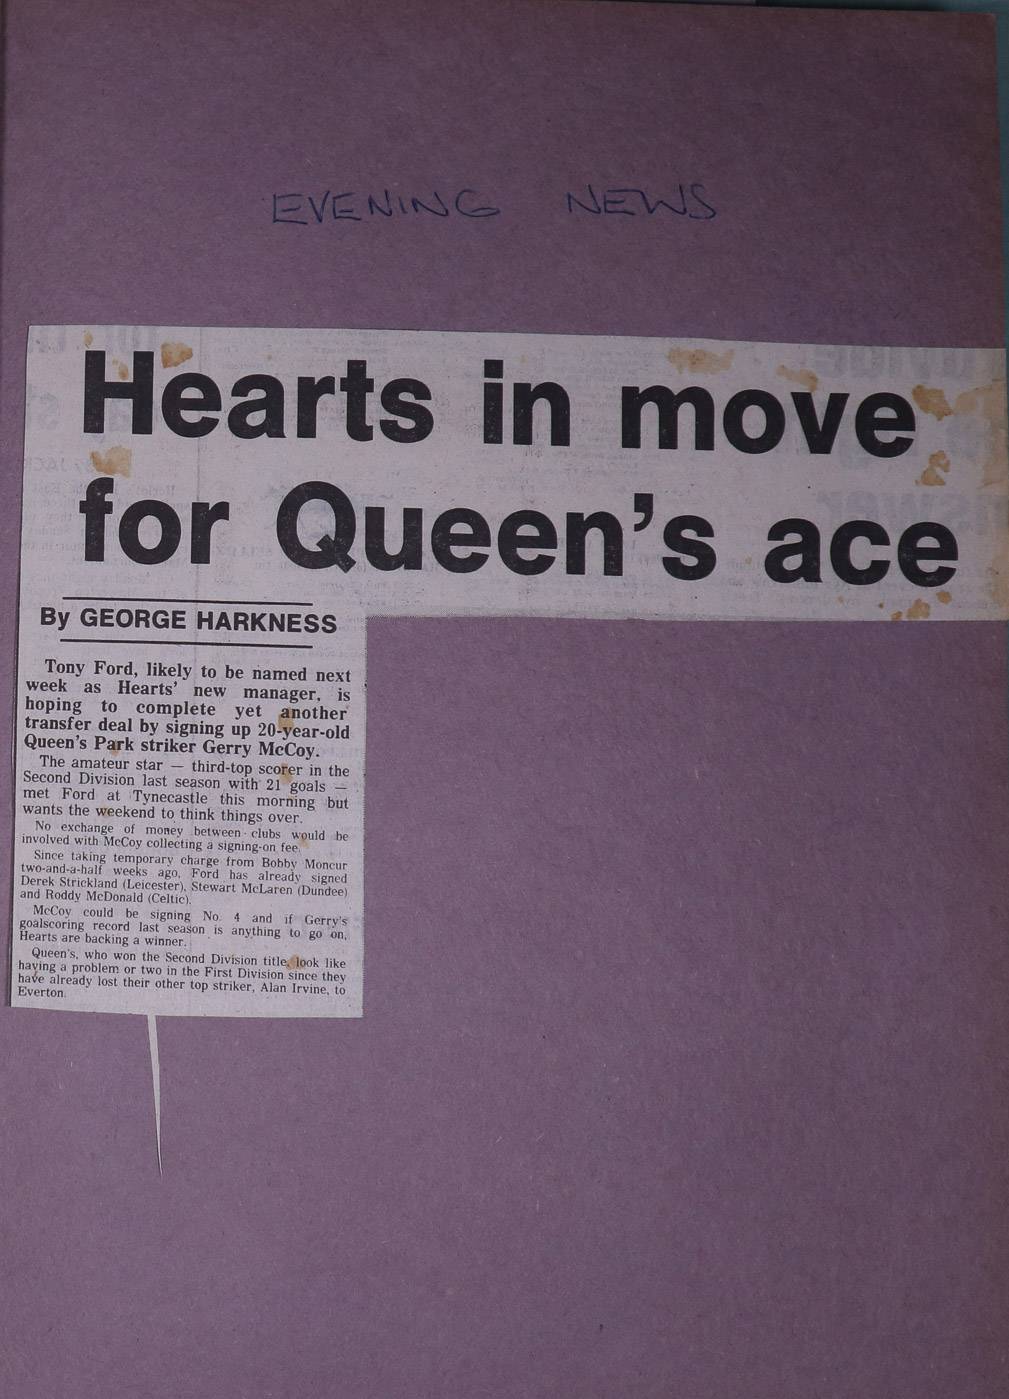 EVENING NEWS
Hearts in move
for Queen's ace
By GEORGE HARKNESS
Tony Ford, likely to be named next
week as Hearts' new manager, is
hoping to complete yet another
transfer deal by signing up 20-year-old
Queen's Park striker Gerry McCoy.
The amateur star — third-top scorer in the
Second Division last season with 21 goals —
met Ford at Tynecastle this morning but
wants the weekend to think things over.
No exchange of money between clubs would be
involved with McCoy collecting a signing-on fee.
Since taking temporary charge from Bobby Moncur
two-and-a-half weeks ago, Ford has already signed
Derek Strickland (Leicester), Stewart McLaren (Dundee)
and Roddy McDonald (Celtic).
McCoy could be signing No. 4 and if Gerry's
goalscoring record last season is anything to go on,
Hearts are backing a winner.
Queen's, who won the Second Division title, look like
having a problem or two in the First Division since they
have already lost their other top striker, Alan Irvine, to
Everton.